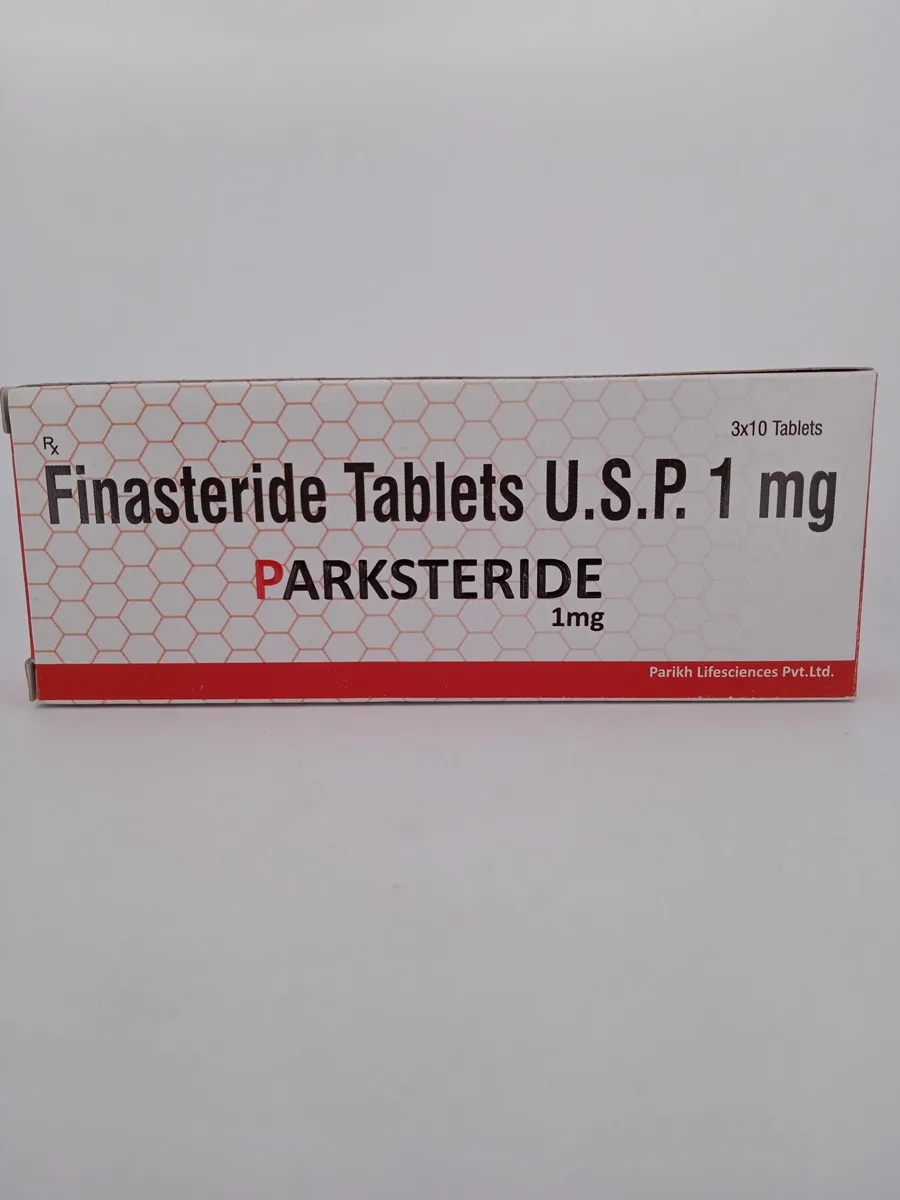 3x10 Tablets
Rx
Finasteride Tablets U.S.P. 1 mg
PARKSTERIDE
1mg
Parikh Lifesciences Pvt.Ltd.